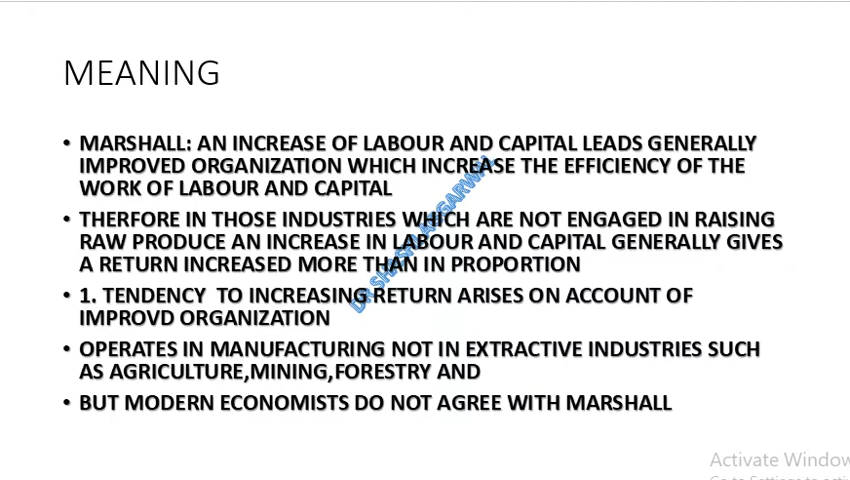 MEANING
• MARSHALL: AN INCREASE OF LABOUR AND CAPITAL LEADS GENERALLY
IMPROVED ORGANIZATION WHICH INCREASE THE EFFICIENCY OF THE
WORK OF LABOUR AND CAPITAL
• THERFORE IN THOSE INDUSTRIES WHICH ARE NOT ENGAGED IN RAISING
RAW PRODUCE AN INCREASE IN LABOUR AND CAPITAL GENERALLY GIVES
A RETURN INCREASED MORE THAN IN PROPORTION
• 1. TENDENCY TO INCREASING RETURN ARISES ON ACCOUNT OF
IMPROVD ORGANIZATION
• OPERATES IN MANUFACTURING NOT IN EXTRACTIVE INDUSTRIES SUCH
AS AGRICULTURE,MINING,FORESTRY AND
• BUT MODERN ECONOMISTS DO NOT AGREE WITH MARSHALL
Activate Window